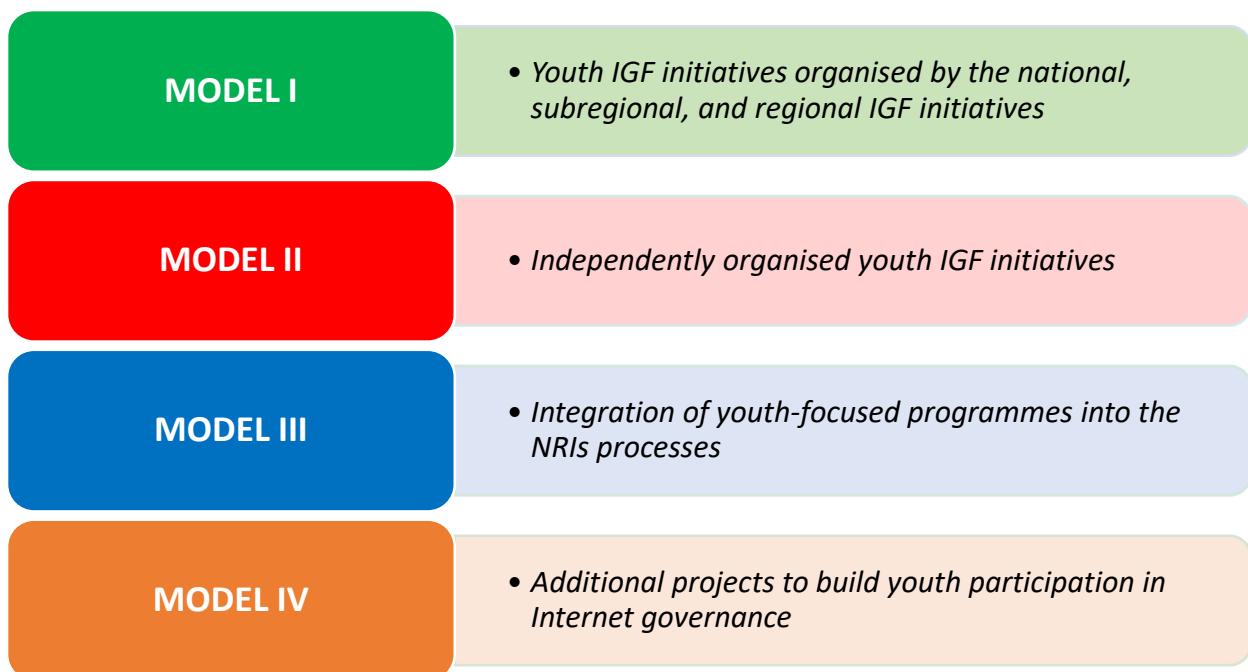 MODEL I
• Youth IGF initiatives organised by the national,
subregional, and regional IGF initiatives
MODEL II
• Independently organised youth IGF initiatives
MODEL III
• Integration of youth-focused programmes into the
NRIs processes
MODEL IV
• Additional projects to build youth participation in
Internet governance